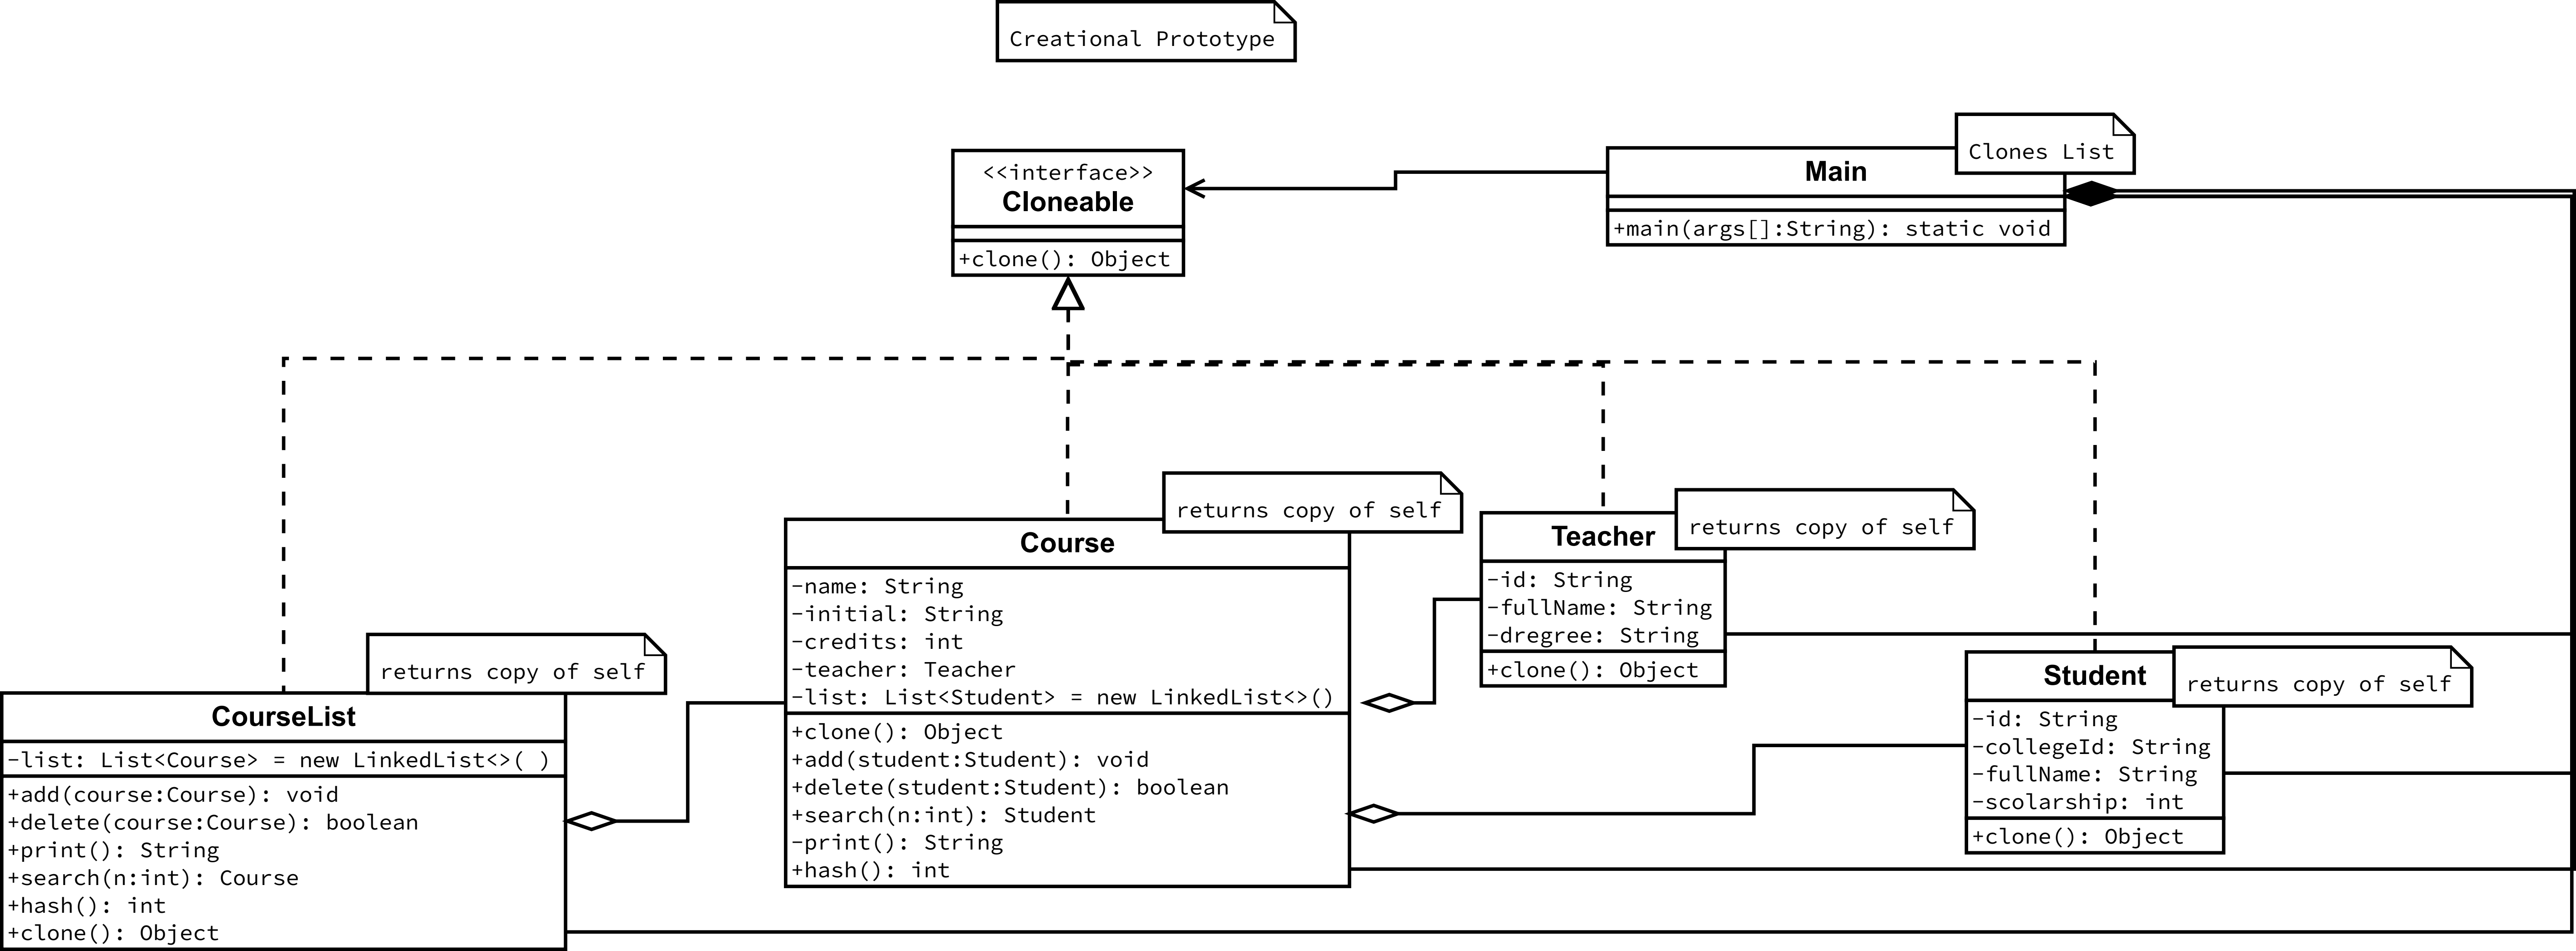 Creational Prototype
<<interface>>
Cloneable
+clone(): Object
Clones List
Main
+main(args[]:String): static void
returns copy of self
Course
-name: String
-initial: String
-credits: int
-teacher: Teacher
-list: List<Student> = new LinkedList<>()
+clone(): Object
+add(student:Student): void
+delete(student:Student): boolean
+search(n:int): Student
-print(): String
+hash(): int
returns copy of self
Teacher
-id: String
-fullName: String
-dregree: String
+clone(): Object
returns copy of self
Student
-id: String
-collegeId: String
-fullName: String
-scolarship: int
+clone(): Object
returns copy of self
CourseList
-list: List<Course> = new LinkedList<>( )
+add(course:Course): void
+delete(course:Course): boolean
+print(): String
+search(n:int): Course
+hash(): int
+clone(): Object